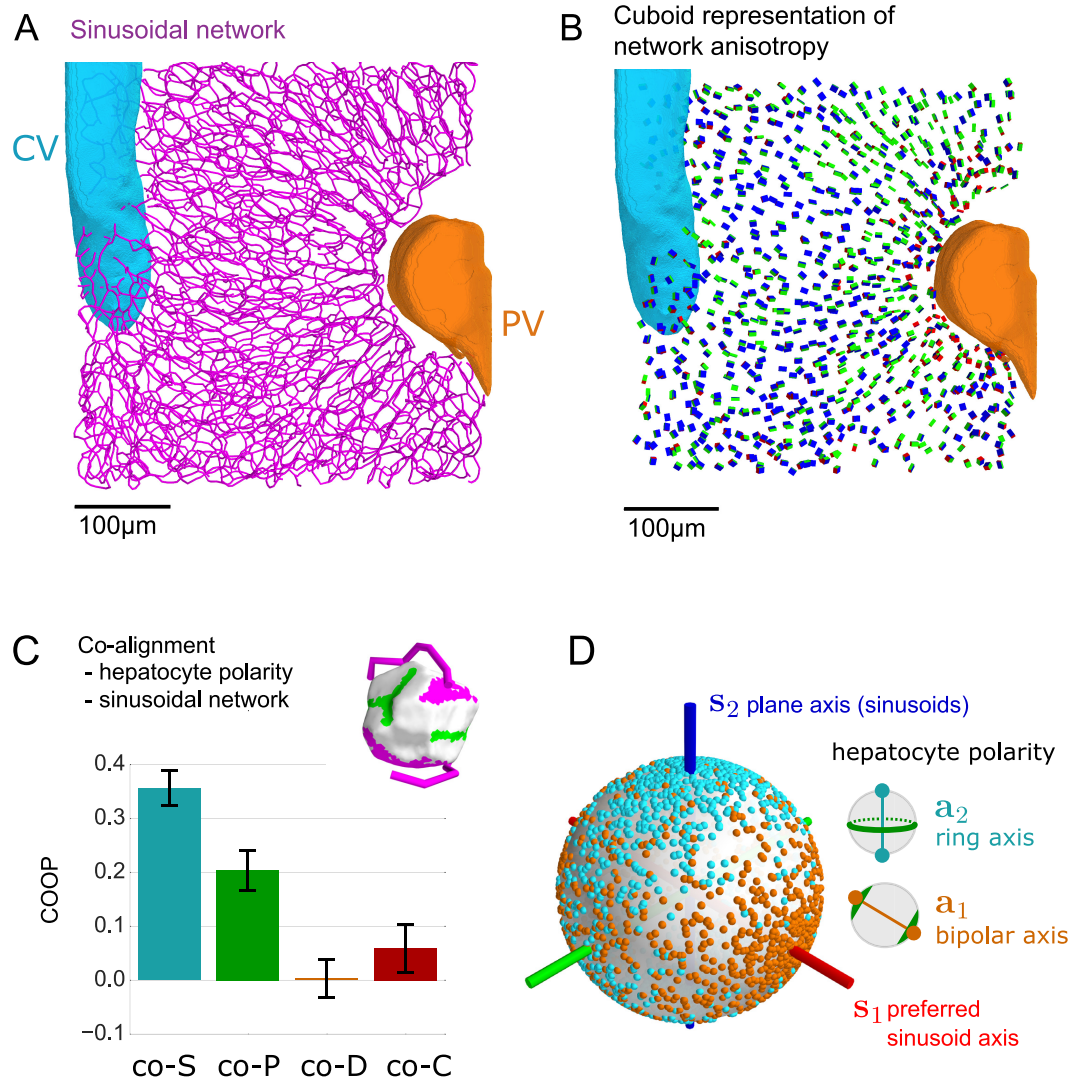 A Sinusoidal network
CV
PV
100μm
B Cuboid representation of
network anisotropy
CV
PV
100μm
C Co-alignment
- hepatocyte polarity
- sinusoidal network
COOP
0.4
0.3
0.2
0.1
0.0
−0.1
co-S co-P co-D co-C
D
s₂ plane axis (sinusoids)
hepatocyte polarity
a₂
ring axis
a₁
bipolar axis
s₁ preferred
sinusoid axis